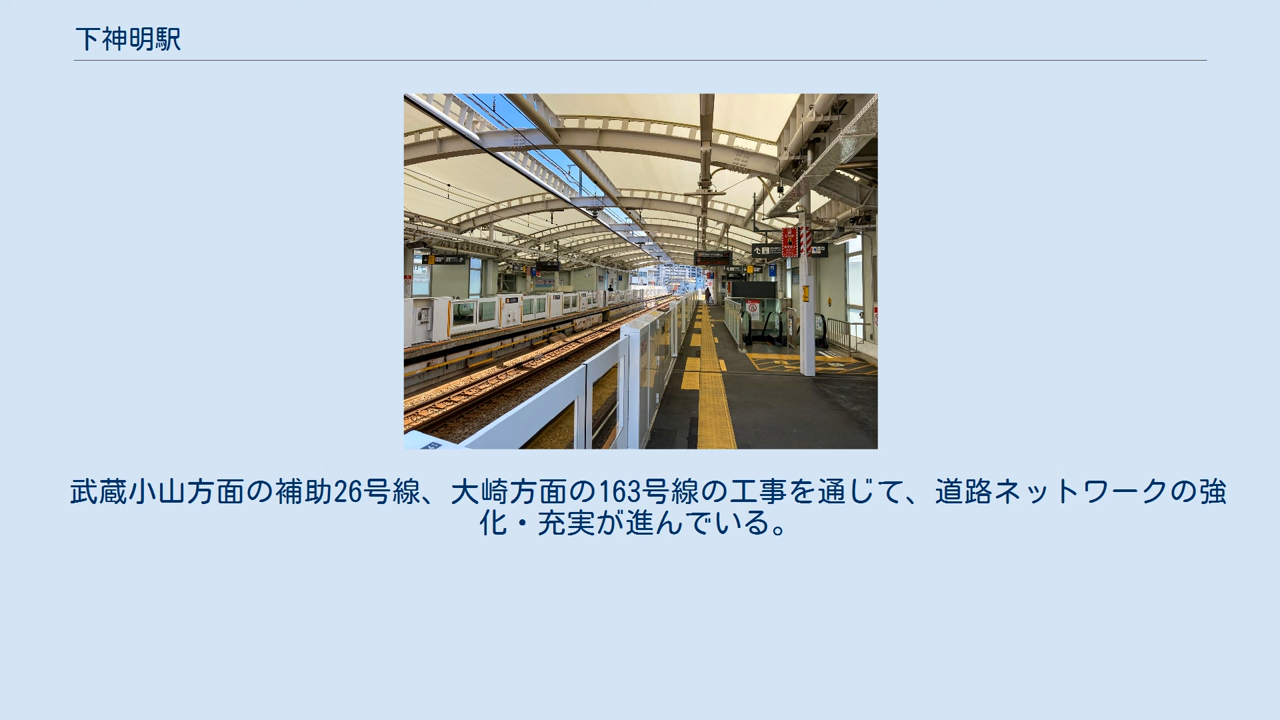 下神明駅
武蔵小山方面の補助26号線、大崎方面の163号線の工事を通じて、道路ネットワークの強
化・充実が進んでいる。